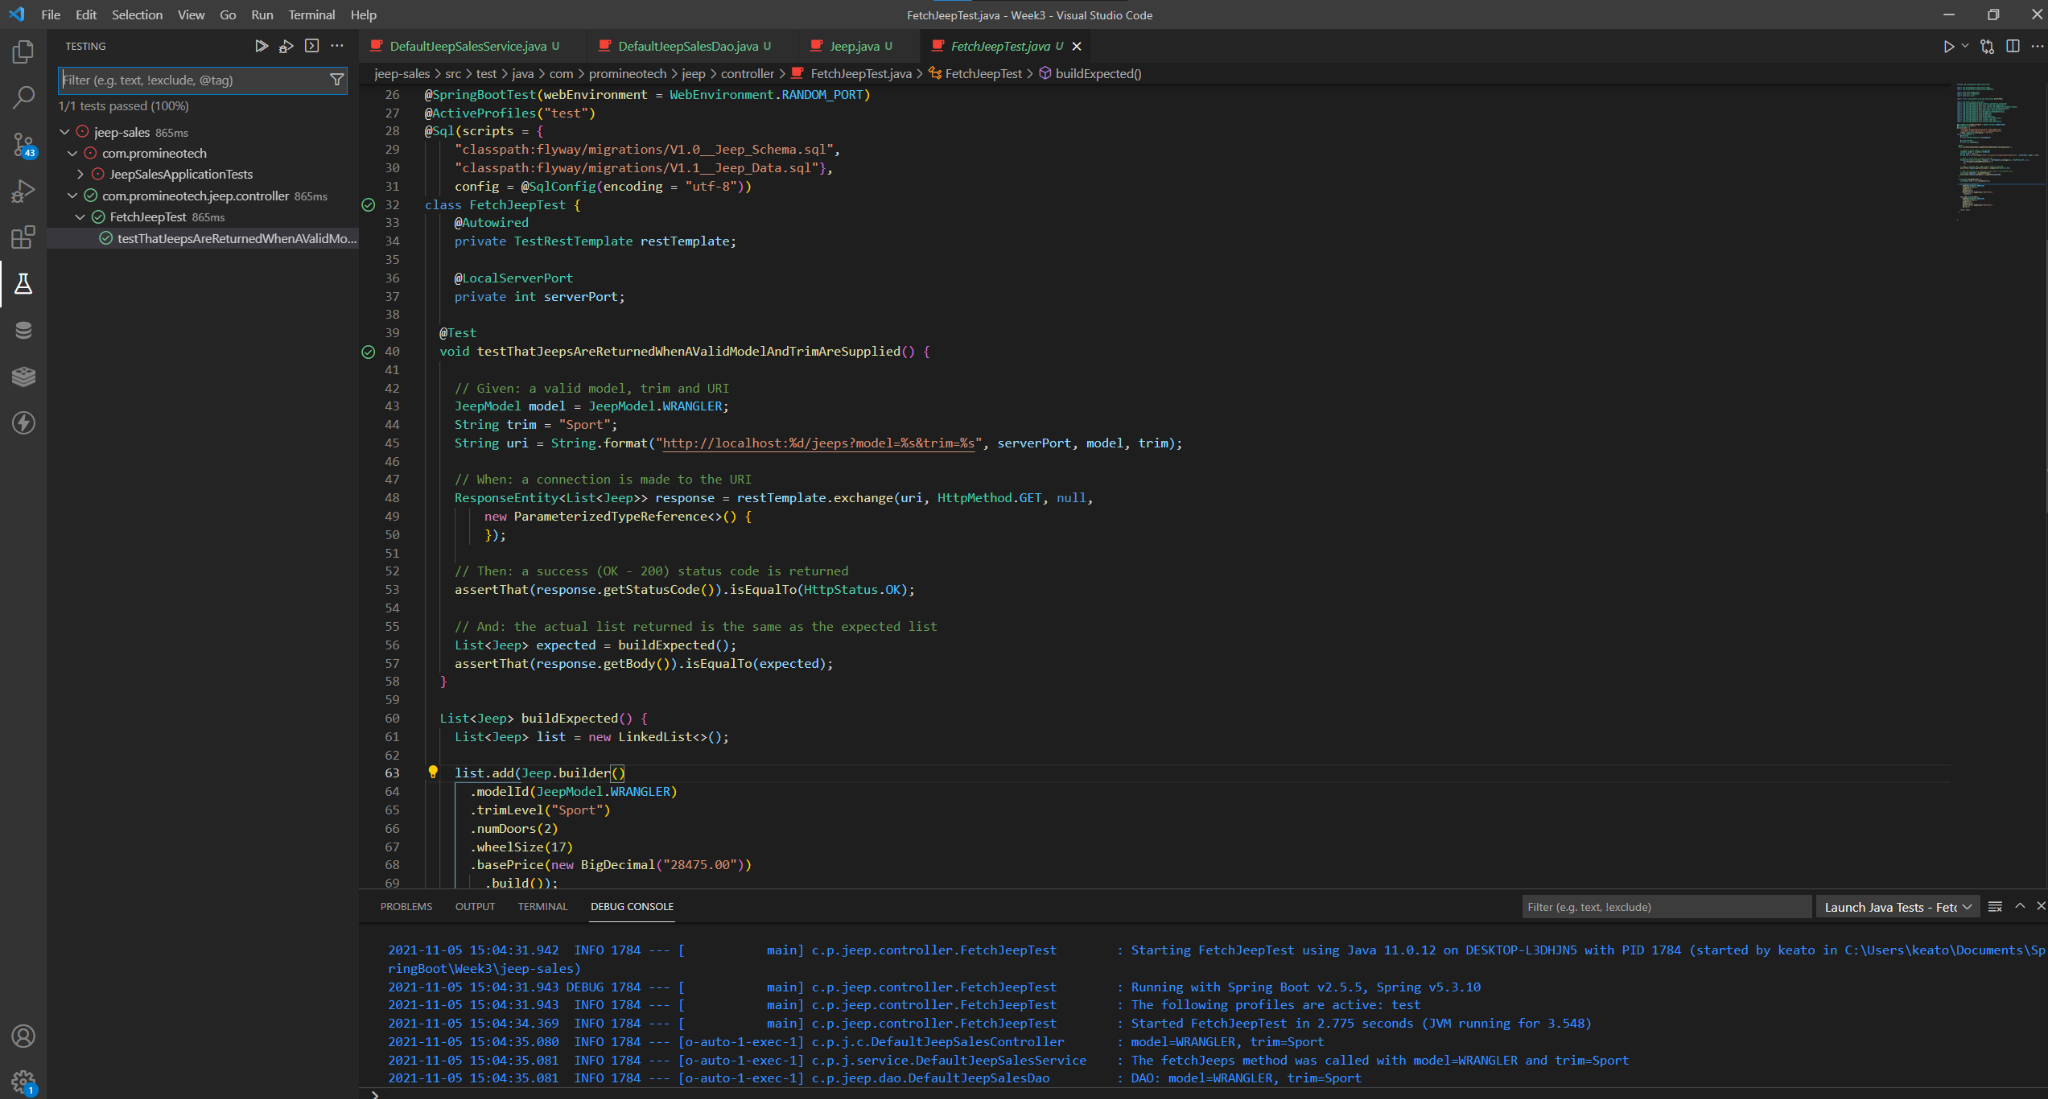 File Edit Selection View Go Run Terminal Help
FetchJeepTest.java - Week3 - Visual Studio Code
TESTING
Filter (e.g. text, !exclude, @tag)
1/1 tests passed (100%)
jeep-sales 865ms
com.promineotech
JeepSalesApplicationTests
com.promineotech.jeep.controller 865ms
FetchJeepTest 865ms
testThatJeepsAreReturnedWhenAValidMo...
43
1
DefaultJeepSalesService.java U DefaultJeepSalesDao.java U Jeep.java U FetchJeepTest.java U
jeep-sales > src > test > java > com > promineotech > jeep > controller > FetchJeepTest.java > FetchJeepTest > buildExpected()
26 @SpringBootTest(webEnvironment = WebEnvironment.RANDOM_PORT)
27 @ActiveProfiles("test")
28 @Sql(scripts = {
29 "classpath:flyway/migrations/V1.0__Jeep_Schema.sql",
30 "classpath:flyway/migrations/V1.1__Jeep_Data.sql"},
31 config = @SqlConfig(encoding = "utf-8"))
32 class FetchJeepTest {
33 @Autowired
34 private TestRestTemplate restTemplate;
35
36 @LocalServerPort
37 private int serverPort;
38
39 @Test
40 void testThatJeepsAreReturnedWhenAValidModelAndTrimAreSupplied() {
41
42 // Given: a valid model, trim and URI
43 JeepModel model = JeepModel.WRANGLER;
44 String trim = "Sport";
45 String uri = String.format("http://localhost:%d/jeeps?model=%s&trim=%s", serverPort, model, trim);
46
47 // When: a connection is made to the URI
48 ResponseEntity<List<Jeep>> response = restTemplate.exchange(uri, HttpMethod.GET, null,
49 new ParameterizedTypeReference<>() {
50 });
51
52 // Then: a success (OK - 200) status code is returned
53 assertThat(response.getStatusCode()).isEqualTo(HttpStatus.OK);
54
55 // And: the actual list returned is the same as the expected list
56 List<Jeep> expected = buildExpected();
57 assertThat(response.getBody()).isEqualTo(expected);
58 }
59
60 List<Jeep> buildExpected() {
61 List<Jeep> list = new LinkedList<>();
62
63 list.add(Jeep.builder()
64 .modelId(JeepModel.WRANGLER)
65 .trimLevel("Sport")
66 .numDoors(2)
67 .wheelSize(17)
68 .basePrice(new BigDecimal("28475.00"))
69 .build());
PROBLEMS OUTPUT TERMINAL DEBUG CONSOLE
Filter (e.g. text, !exclude)
Launch Java Tests - Fetc
2021-11-05 15:04:31.942 INFO 1784 --- [ main] c.p.jeep.controller.FetchJeepTest : Starting FetchJeepTest using Java 11.0.12 on DESKTOP-L3DHJN5 with PID 1784 (started by keato in C:\Users\keato\Documents\Sp
ringBoot\Week3\jeep-sales)
2021-11-05 15:04:31.943 DEBUG 1784 --- [ main] c.p.jeep.controller.FetchJeepTest : Running with Spring Boot v2.5.5, Spring v5.3.10
2021-11-05 15:04:31.943 INFO 1784 --- [ main] c.p.jeep.controller.FetchJeepTest : The following profiles are active: test
2021-11-05 15:04:34.369 INFO 1784 --- [ main] c.p.jeep.controller.FetchJeepTest : Started FetchJeepTest in 2.775 seconds (JVM running for 3.548)
2021-11-05 15:04:35.080 INFO 1784 --- [o-auto-1-exec-1] c.p.j.c.DefaultJeepSalesController : model=WRANGLER, trim=Sport
2021-11-05 15:04:35.081 INFO 1784 --- [o-auto-1-exec-1] c.p.j.service.DefaultJeepSalesService : The fetchJeeps method was called with model=WRANGLER and trim=Sport
2021-11-05 15:04:35.081 INFO 1784 --- [o-auto-1-exec-1] c.p.jeep.dao.DefaultJeepSalesDao : DAO: model=WRANGLER, trim=Sport